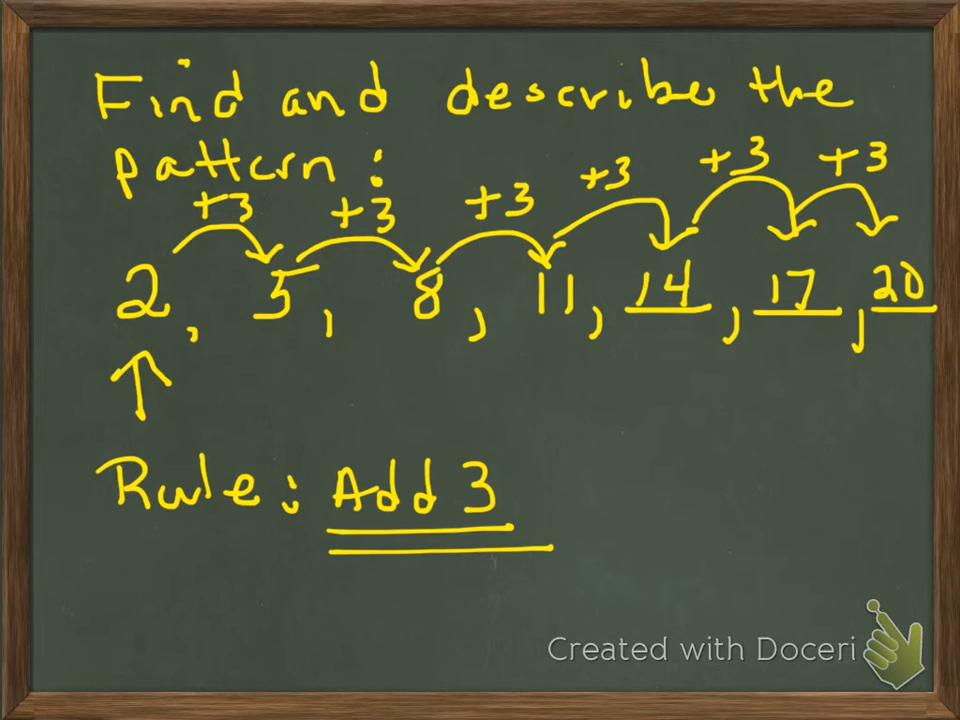 Find and describe the
pattern:
+3 +3 +3 +3 +3 +3
2, 5, 8, 11, 14, 17, 20
Rule: Add 3
Created with Doceri